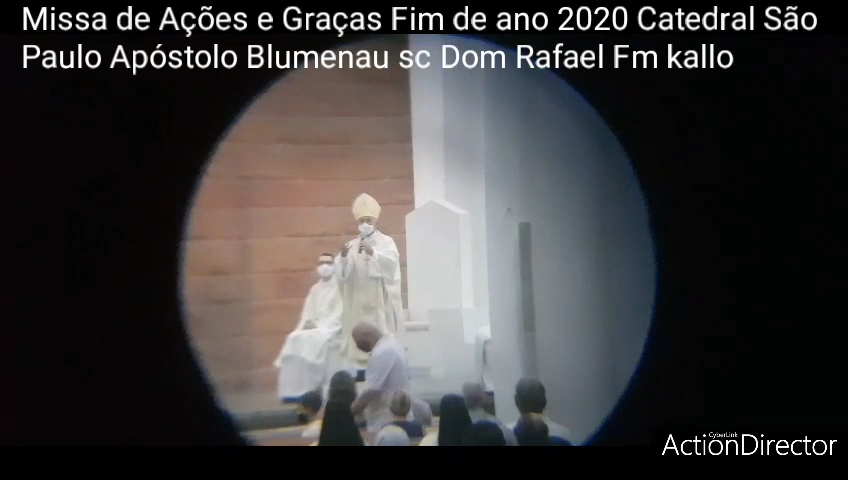 Missa de Ações e Graças Fim de ano 2020 Catedral São
Paulo Apóstolo Blumenau sc Dom Rafael Fm kallo
CyberLink
ActionDirector